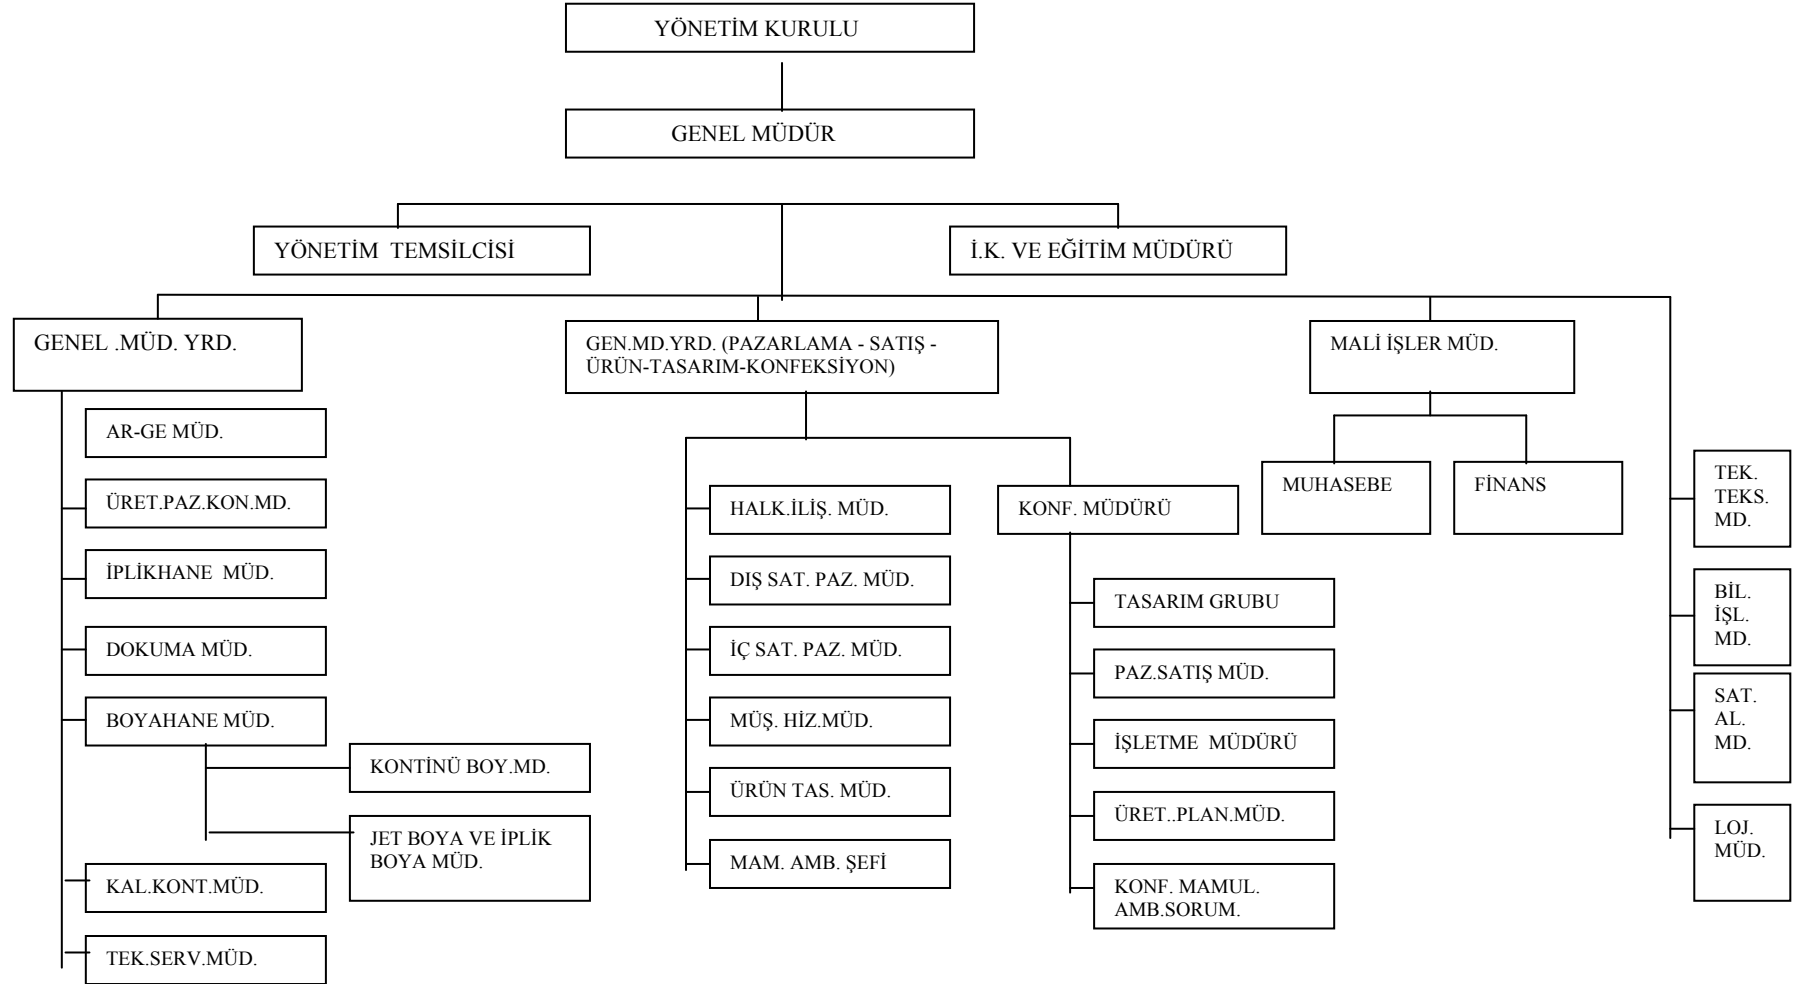 YÖNETİM KURULU
GENEL MÜDÜR
YÖNETİM  TEMSİLCİSİ
İ.K. VE EĞİTİM MÜDÜRÜ
GENEL .MÜD. YRD.
GEN.MD.YRD. (PAZARLAMA - SATIŞ -
ÜRÜN-TASARIM-KONFEKSİYON)
MALİ İŞLER MÜD.
AR-GE MÜD.
ÜRET.PAZ.KON.MD.
İPLİKHANE  MÜD.
DOKUMA MÜD.
BOYAHANE MÜD.
KONTİNÜ BOY.MD.
JET BOYA VE İPLİK
BOYA MÜD.
KAL.KONT.MÜD.
TEK.SERV.MÜD.
HALK.İLİŞ. MÜD.
DIŞ SAT. PAZ. MÜD.
İÇ SAT. PAZ. MÜD.
MÜŞ. HİZ.MÜD.
ÜRÜN TAS. MÜD.
MAM. AMB. ŞEFİ
KONF. MÜDÜRÜ
TASARIM GRUBU
PAZ.SATIŞ MÜD.
İŞLETME  MÜDÜRÜ
ÜRET..PLAN.MÜD.
KONF. MAMUL.
AMB.SORUM.
MUHASEBE
FİNANS
TEK.
TEKS.
MD.
BİL.
İŞL.
MD.
SAT.
AL.
MD.
LOJ.
MÜD.